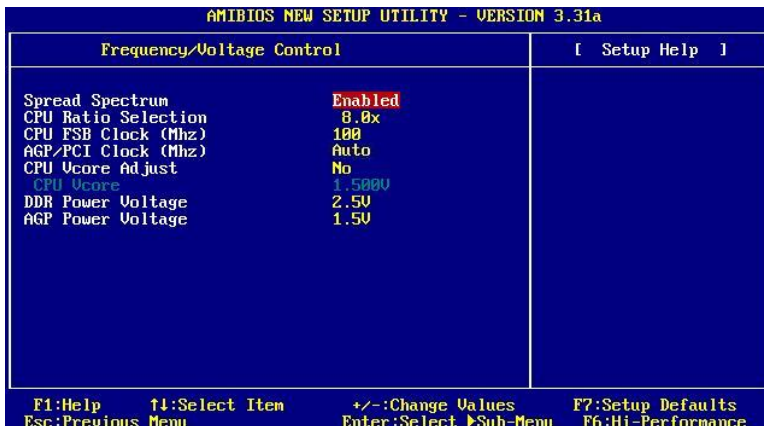 AMIBIOS NEW SETUP UTILITY - VERSION 3.31a
Frequency/Voltage Control
[ Setup Help ]
Spread Spectrum Enabled
CPU Ratio Selection 8.0x
CPU FSB Clock (Mhz) 100
AGP/PCI Clock (Mhz) Auto
CPU Vcore Adjust No
CPU Vcore 1.500V
DDR Power Voltage 2.5V
AGP Power Voltage 1.5V
F1:Help ↑↓:Select Item +/-:Change Values F7:Setup Defaults
Esc:Previous Menu Enter:Select ▶Sub-Menu F6:Hi-Performance